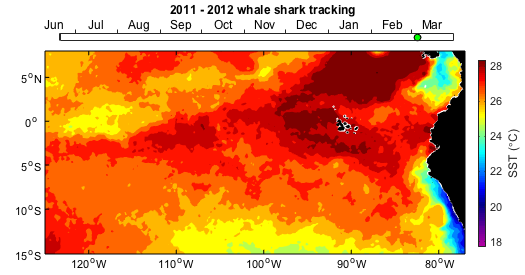 2011 - 2012 whale shark tracking
Jun Jul Aug Sep Oct Nov Dec Jan Feb Mar
5°N
0°
5°S
10°S
15°S
120°W 110°W 100°W 90°W 80°W
28
26
24
22
20
18
SST (°C)